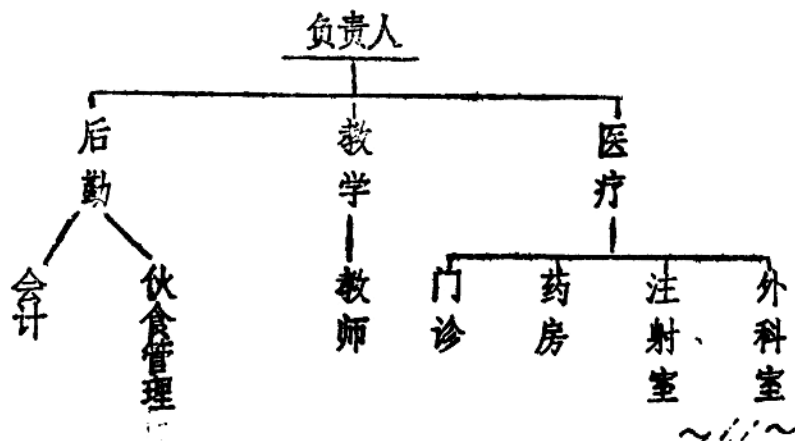 负责人
后勤
教学
医疗
会计
伙食管理
教师
门诊
药房
注射室
外科室